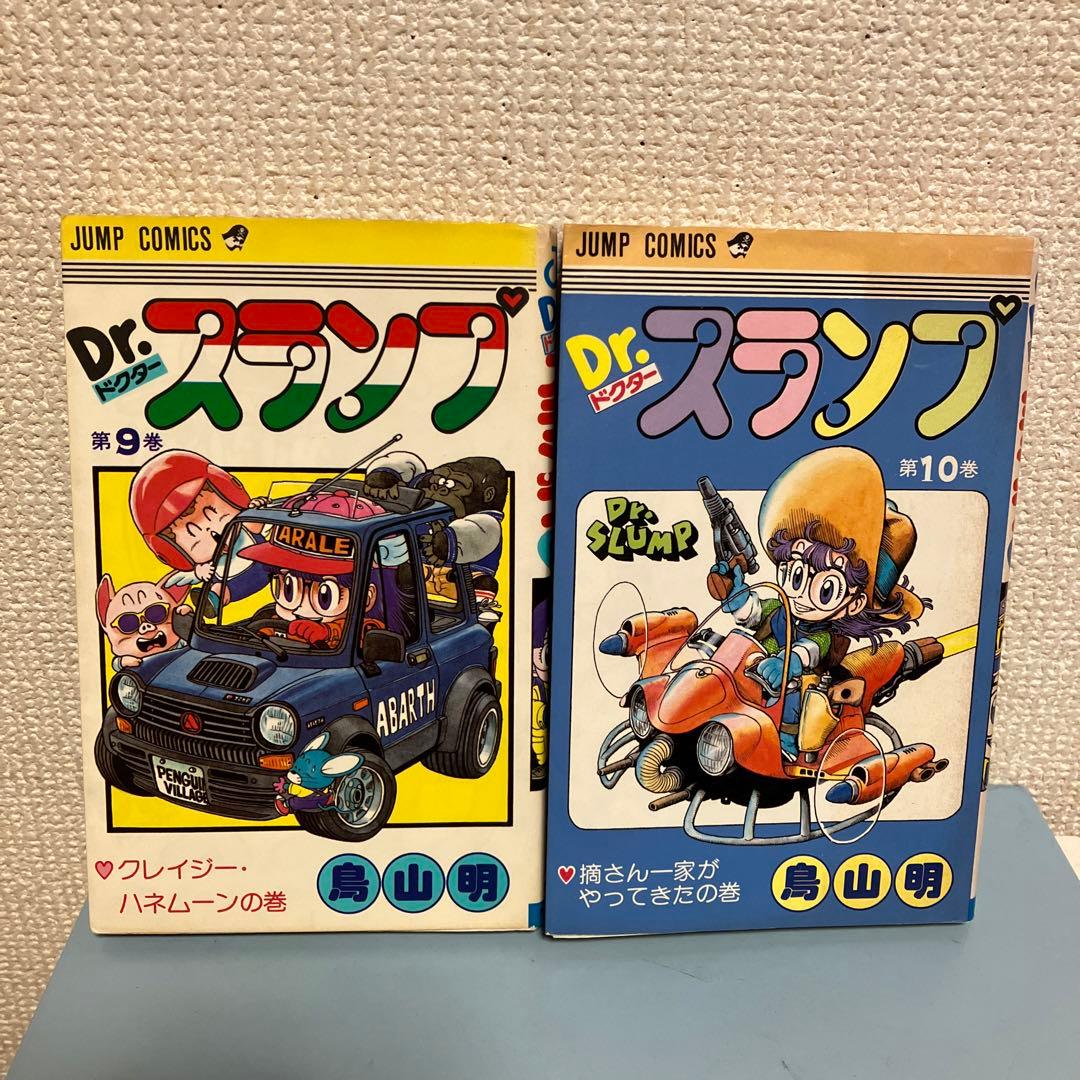 JUMP COMICS
Dr.スランプ
ドクター
第9巻
ARALE
ABARTH
PENGUIN
VILLAGE
♥クレイジー・
ハネムーンの巻
鳥山明
JUMP COMICS
Dr.スランプ
ドクター
第10巻
Dr.
SLUMP
♥摘さん一家が
やってきたの巻
鳥山明